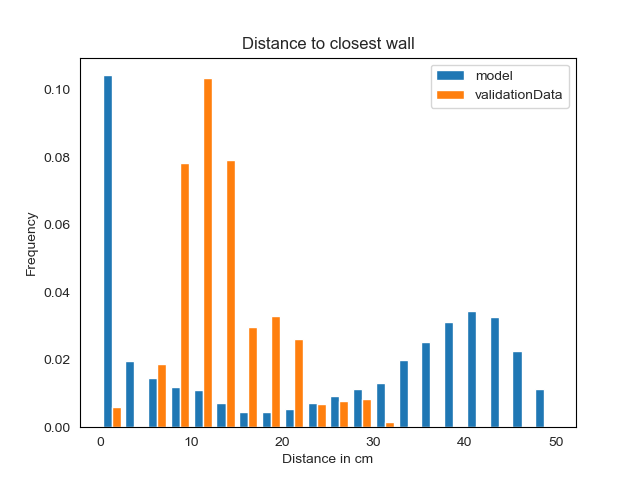 Distance to closest wall
model
validationData
Frequency
0.10
0.08
0.06
0.04
0.02
0.00
0 10 20 30 40 50
Distance in cm